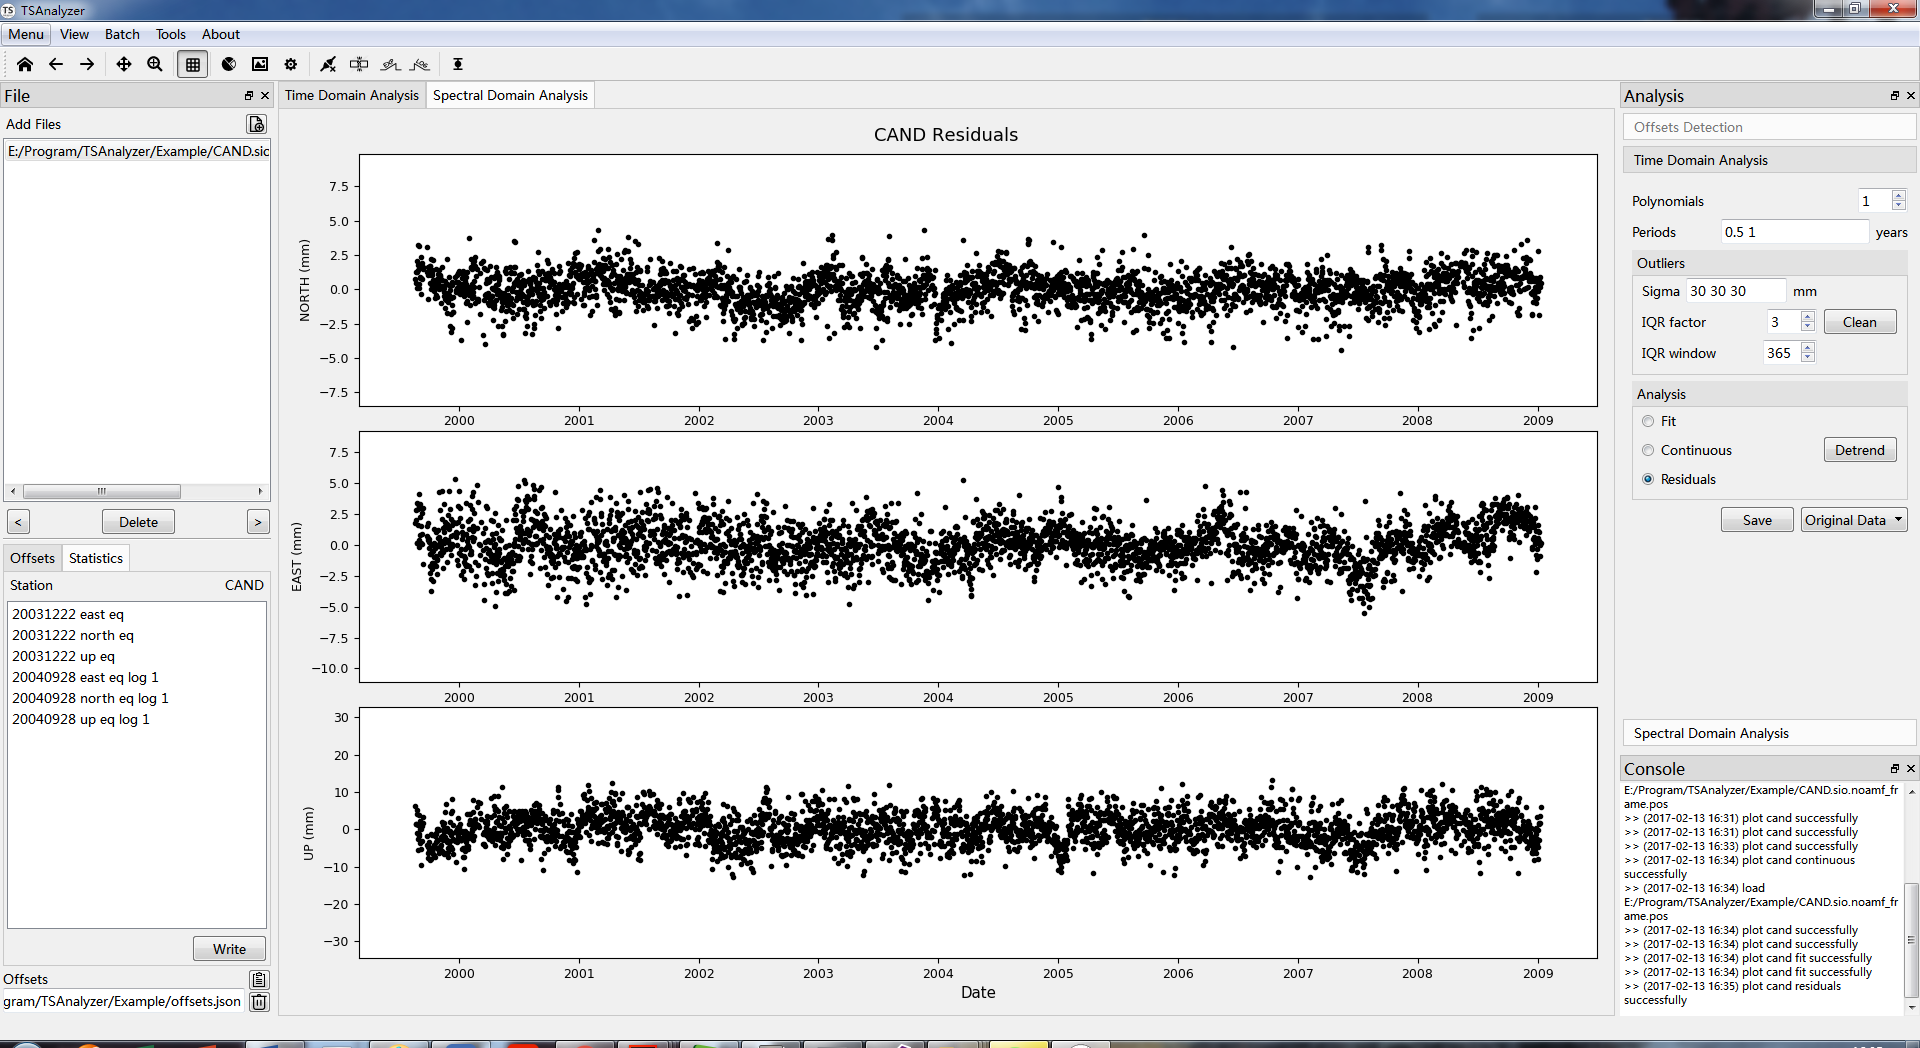 TS TSAnalyzer
Menu View Batch Tools About
File
Add Files
E:/Program/TSAnalyzer/Example/CAND.sio
< Delete >
Offsets Statistics
Station CAND
20031222 east eq
20031222 north eq
20031222 up eq
20040928 east eq log 1
20040928 north eq log 1
20040928 up eq log 1
Write
Offsets
gram/TSAnalyzer/Example/offsets.json
Time Domain Analysis Spectral Domain Analysis
CAND Residuals
NORTH (mm)
7.5
5.0
2.5
0.0
−2.5
−5.0
−7.5
2000 2001 2002 2003 2004 2005 2006 2007 2008 2009
EAST (mm)
7.5
5.0
2.5
0.0
−2.5
−5.0
−7.5
−10.0
2000 2001 2002 2003 2004 2005 2006 2007 2008 2009
UP (mm)
30
20
10
0
−10
−20
−30
2000 2001 2002 2003 2004 2005 2006 2007 2008 2009
Date
Analysis
Offsets Detection
Time Domain Analysis
Polynomials 1
Periods 0.5 1 years
Outliers
Sigma 30 30 30 mm
IQR factor 3 Clean
IQR window 365
Analysis
Fit
Continuous Detrend
Residuals
Save Original Data
Spectral Domain Analysis
Console
E:/Program/TSAnalyzer/Example/CAND.sio.noamf_fr
ame.pos
>> (2017-02-13 16:31) plot cand successfully
>> (2017-02-13 16:31) plot cand successfully
>> (2017-02-13 16:33) plot cand successfully
>> (2017-02-13 16:34) plot cand continuous
successfully
>> (2017-02-13 16:34) load
E:/Program/TSAnalyzer/Example/CAND.sio.noamf_fr
ame.pos
>> (2017-02-13 16:34) plot cand successfully
>> (2017-02-13 16:34) plot cand successfully
>> (2017-02-13 16:34) plot cand fit successfully
>> (2017-02-13 16:34) plot cand fit successfully
>> (2017-02-13 16:35) plot cand residuals
successfully